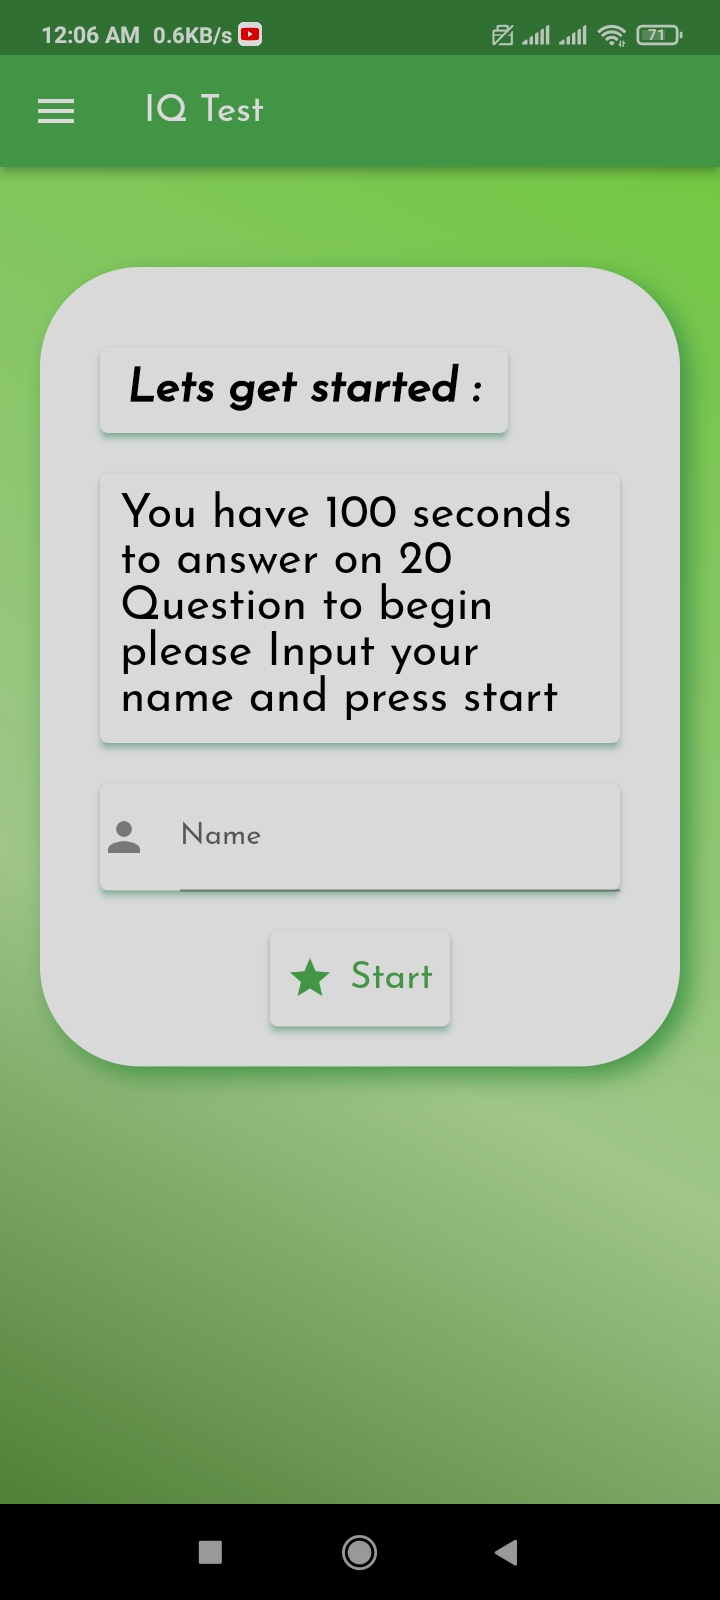 12:06 AM 0.6KB/s 71
IQ Test
Lets get started :
You have 100 seconds
to answer on 20
Question to begin
please Input your
name and press start
Name
Start